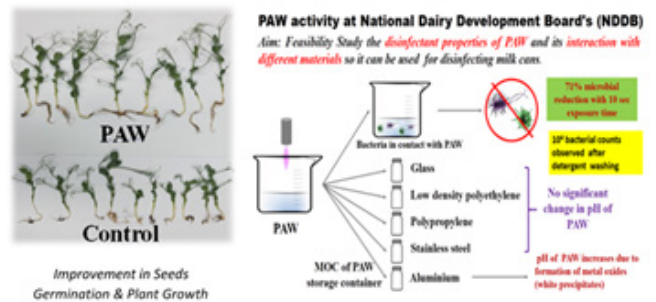 PAW
Control
Improvement in Seeds
Germination & Plant Growth
PAW activity at National Dairy Development Board's (NDDB)
Aim: Feasibility Study the disinfectant properties of PAW and its interaction with
different materials so it can be used for disinfecting milk cans.
Bacteria in contact with PAW
71% microbial
reduction with 10 sec
exposure time
bacterial counts
observed after
detergent washing
PAW
Glass
Low density polyethylene
Polypropylene
Stainless steel
Aluminium
MOC of PAW
storage container
No significant
change in pH of
PAW
pH of PAW increases due to
formation of metal oxides
(white precipitates)